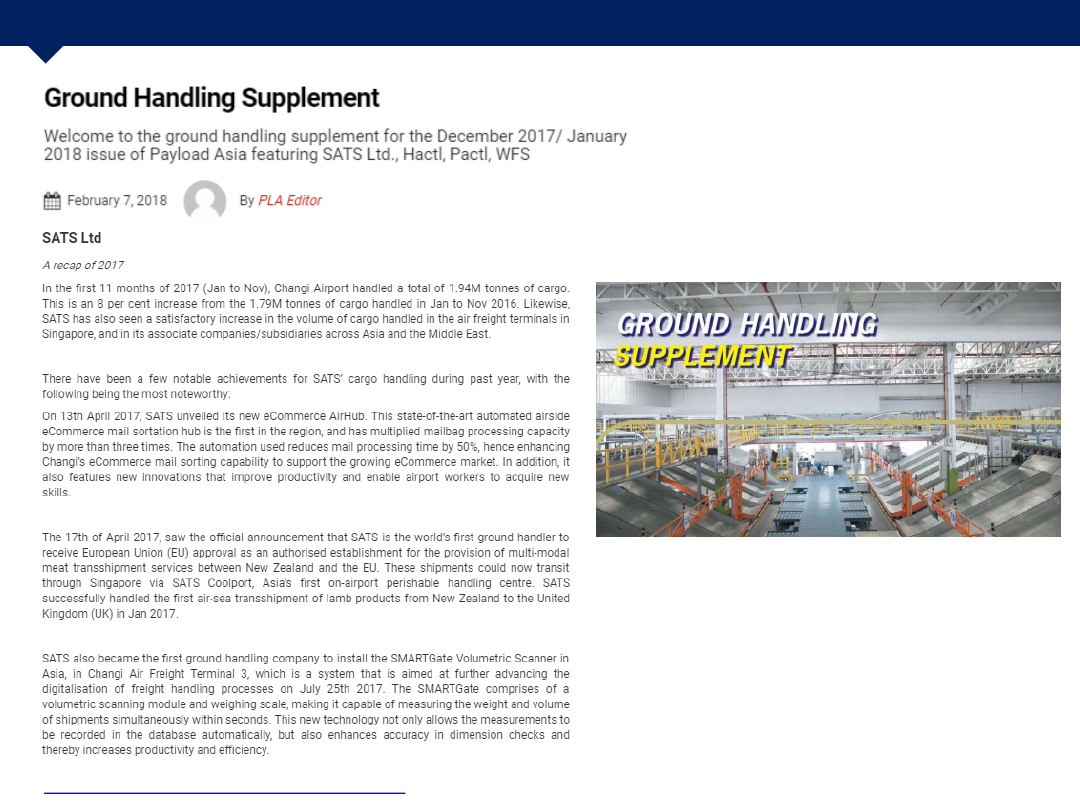 Ground Handling Supplement
Welcome to the ground handling supplement for the December 2017/ January
2018 issue of Payload Asia featuring SATS Ltd., Hactl, Pactl, WFS
February 7, 2018 By PLA Editor
SATS Ltd
A recap of 2017
In the first 11 months of 2017 (Jan to Nov), Changi Airport handled a total of 1.94M tonnes of cargo.
This is an 8 per cent increase from the 1.79M tonnes of cargo handled in Jan to Nov 2016. Likewise,
SATS has also seen a satisfactory increase in the volume of cargo handled in the air freight terminals in
Singapore, and in its associate companies/subsidiaries across Asia and the Middle East.
There have been a few notable achievements for SATS' cargo handling during past year, with the
following being the most noteworthy:
On 13th April 2017, SATS unveiled its new eCommerce AirHub. This state-of-the-art automated airside
eCommerce mail sortation hub is the first in the region, and has multiplied mailbag processing capacity
by more than three times. The automation used reduces mail processing time by 50%, hence enhancing
Changi's eCommerce mail sorting capability to support the growing eCommerce market. In addition, it
also features new innovations that improve productivity and enable airport workers to acquire new
skills.
The 17th of April 2017, saw the official announcement that SATS is the world's first ground handler to
receive European Union (EU) approval as an authorised establishment for the provision of multi-modal
meat transshipment services between New Zealand and the EU. These shipments could now transit
through Singapore via SATS Coolport, Asia's first on-airport perishable handling centre. SATS
successfully handled the first air-sea transshipment of lamb products from New Zealand to the United
Kingdom (UK) in Jan 2017.
SATS also became the first ground handling company to install the SMARTGate Volumetric Scanner in
Asia, in Changi Air Freight Terminal 3, which is a system that is aimed at further advancing the
digitalisation of freight handling processes on July 25th 2017. The SMARTGate comprises of a
volumetric scanning module and weighing scale, making it capable of measuring the weight and volume
of shipments simultaneously within seconds. This new technology not only allows the measurements to
be recorded in the database automatically, but also enhances accuracy in dimension checks and
thereby increases productivity and efficiency.
GROUND HANDLING
SUPPLEMENT